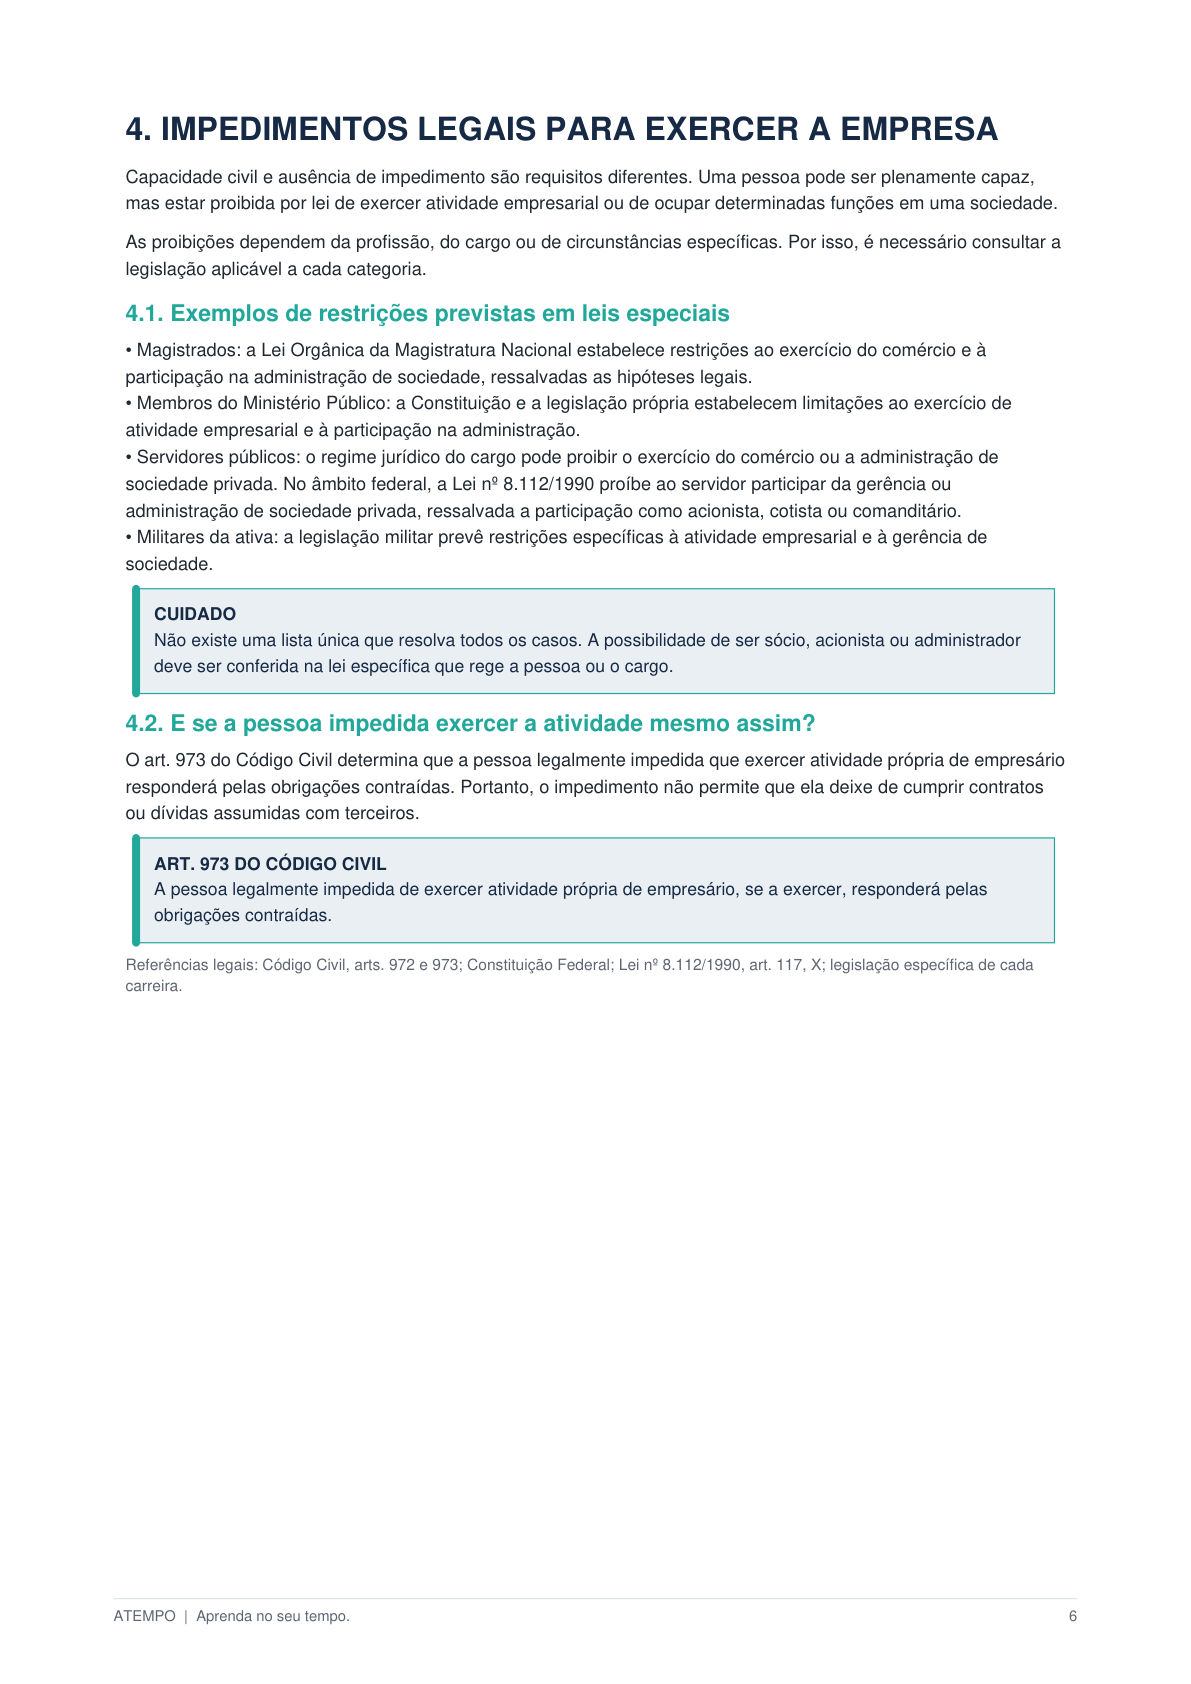 4. IMPEDIMENTOS LEGAIS PARA EXERCER A EMPRESA
Capacidade civil e ausência de impedimento são requisitos diferentes. Uma pessoa pode ser plenamente capaz,
mas estar proibida por lei de exercer atividade empresarial ou de ocupar determinadas funções em uma sociedade.
As proibições dependem da profissão, do cargo ou de circunstâncias específicas. Por isso, é necessário consultar a
legislação aplicável a cada categoria.
4.1. Exemplos de restrições previstas em leis especiais
• Magistrados: a Lei Orgânica da Magistratura Nacional estabelece restrições ao exercício do comércio e à
participação na administração de sociedade, ressalvadas as hipóteses legais.
• Membros do Ministério Público: a Constituição e a legislação própria estabelecem limitações ao exercício de
atividade empresarial e à participação na administração.
• Servidores públicos: o regime jurídico do cargo pode proibir o exercício do comércio ou a administração de
sociedade privada. No âmbito federal, a Lei nº 8.112/1990 proíbe ao servidor participar da gerência ou
administração de sociedade privada, ressalvada a participação como acionista, cotista ou comanditário.
• Militares da ativa: a legislação militar prevê restrições específicas à atividade empresarial e à gerência de
sociedade.
CUIDADO
Não existe uma lista única que resolva todos os casos. A possibilidade de ser sócio, acionista ou administrador
deve ser conferida na lei específica que rege a pessoa ou o cargo.
4.2. E se a pessoa impedida exercer a atividade mesmo assim?
O art. 973 do Código Civil determina que a pessoa legalmente impedida que exercer atividade própria de empresário
responderá pelas obrigações contraídas. Portanto, o impedimento não permite que ela deixe de cumprir contratos
ou dívidas assumidas com terceiros.
ART. 973 DO CÓDIGO CIVIL
A pessoa legalmente impedida de exercer atividade própria de empresário, se a exercer, responderá pelas
obrigações contraídas.
Referências legais: Código Civil, arts. 972 e 973; Constituição Federal; Lei nº 8.112/1990, art. 117, X; legislação específica de cada
carreira.
ATEMPO | Aprenda no seu tempo.
6